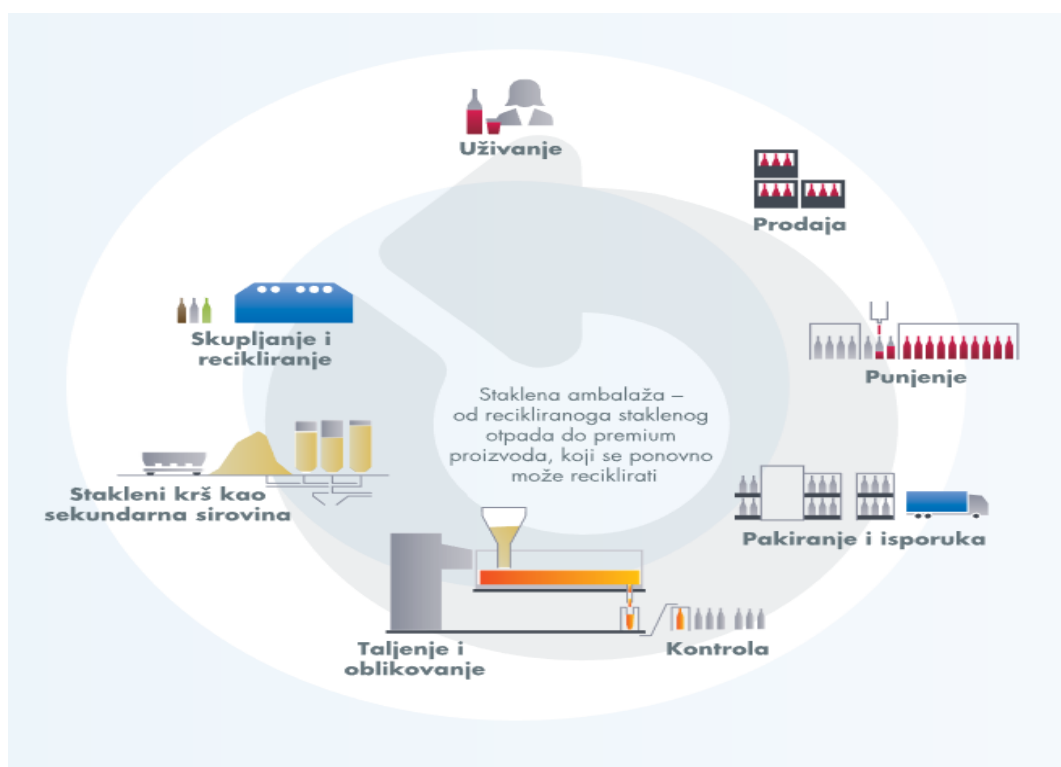 Uživanje
Prodaja
Punjenje
Pakiranje i isporuka
Kontrola
Taljenje i
oblikovanje
Stakleni krš kao
sekundarna sirovina
Skupljanje i
recikliranje
Staklena ambalaža –
od recikliranoga staklenog
otpada do premium
proizvoda, koji se ponovno
može reciklirati